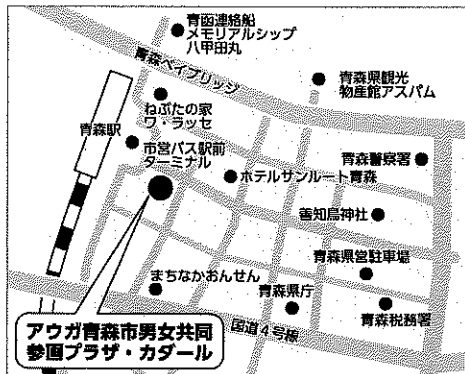 青函連絡船
メモリアルシップ
八甲田丸
青森ベイブリッジ
青森県観光
物産館アスパム
ねぶたの家
ワ・ラッセ
青森駅
市営バス駅前
ターミナル
青森警察署
ホテルサンルート青森
善知鳥神社
青森県営駐車場
まちなかおんせん
青森県庁
青森税務署
国道4号線
アウガ青森市男女共同
参画プラザ・カダール